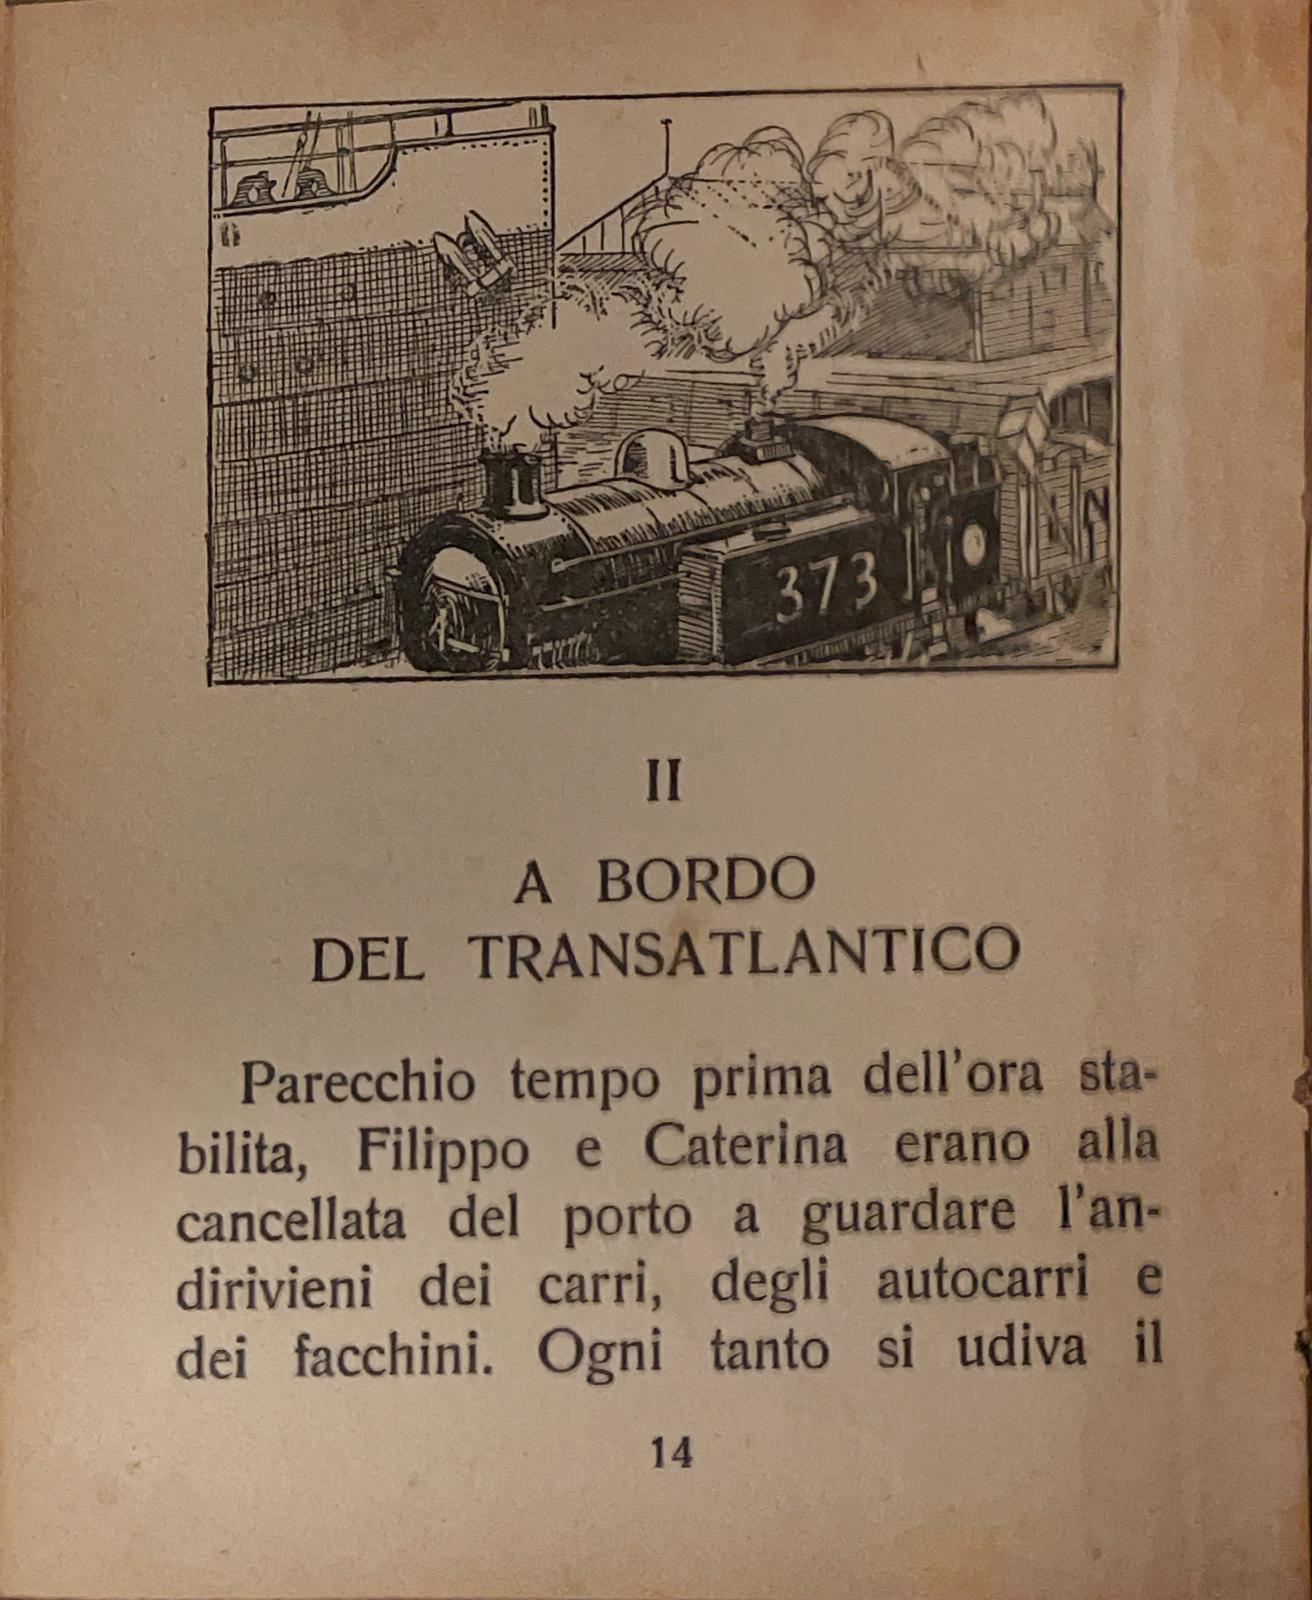 373
II
A BORDO
DEL TRANSATLANTICO
Parecchio tempo prima dell'ora sta-
bilita, Filippo e Caterina erano alla
cancellata del porto a guardare l'an-
dirivieni dei carri, degli autocarri e
dei facchini. Ogni tanto si udiva il
14